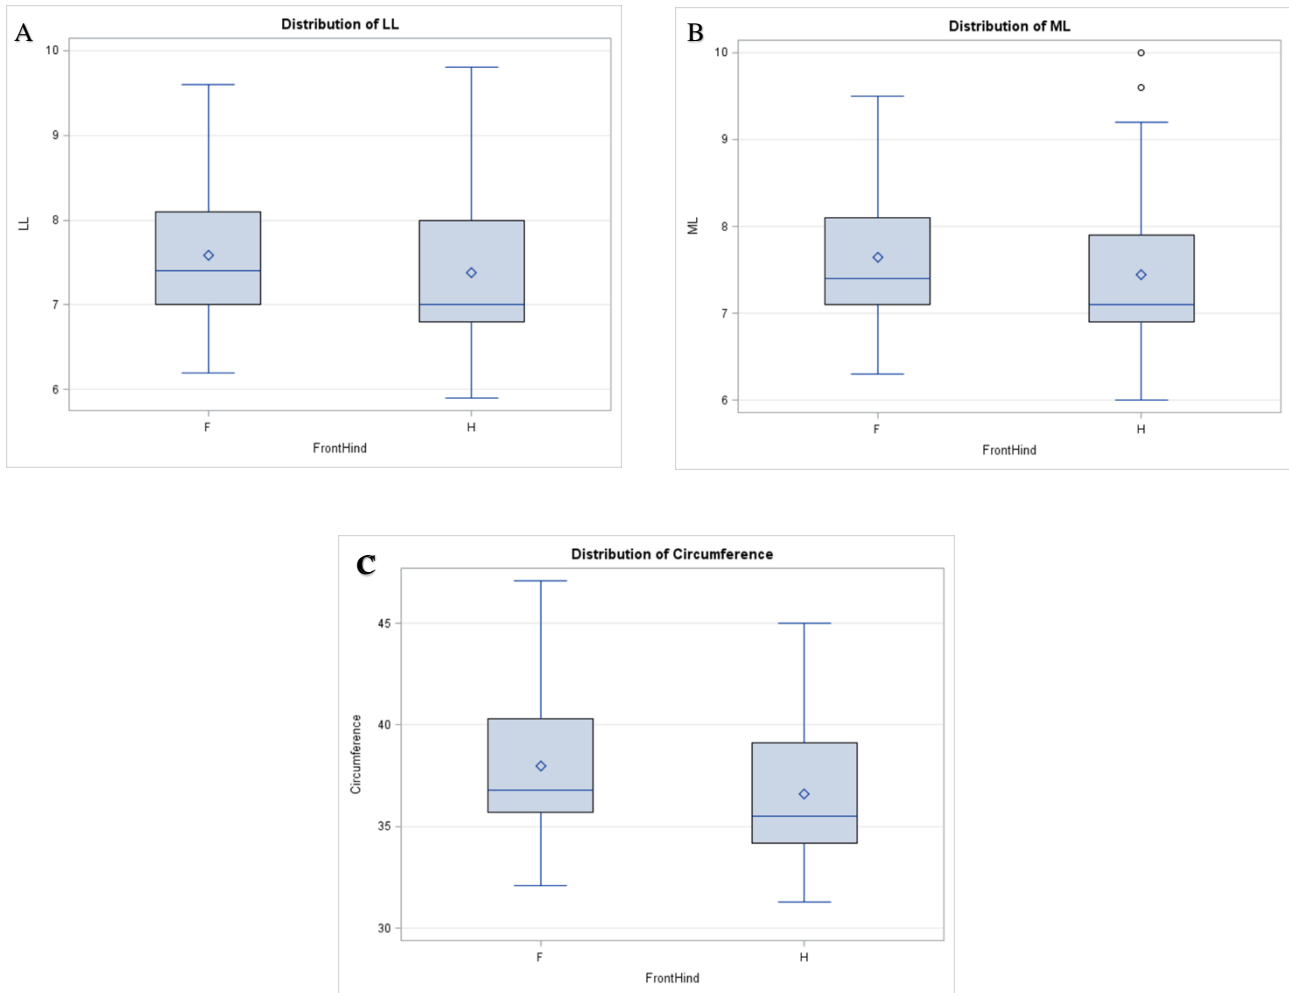 A
Distribution of LL
10
9
8
7
6
LL
F H
FrontHind
B
Distribution of ML
10
9
8
7
6
ML
F H
FrontHind
C
Distribution of Circumference
45
40
35
30
Circumference
F H
FrontHind